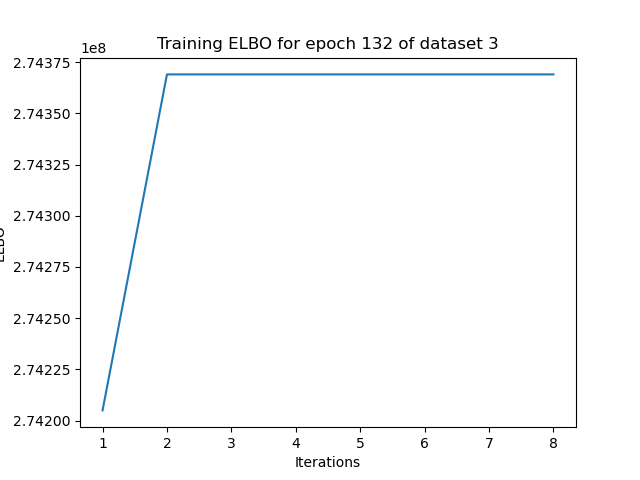 Training ELBO for epoch 132 of dataset 3
1e8
2.74375
2.74350
2.74325
2.74300
2.74275
2.74250
2.74225
2.74200
ELBO
1 2 3 4 5 6 7 8
Iterations